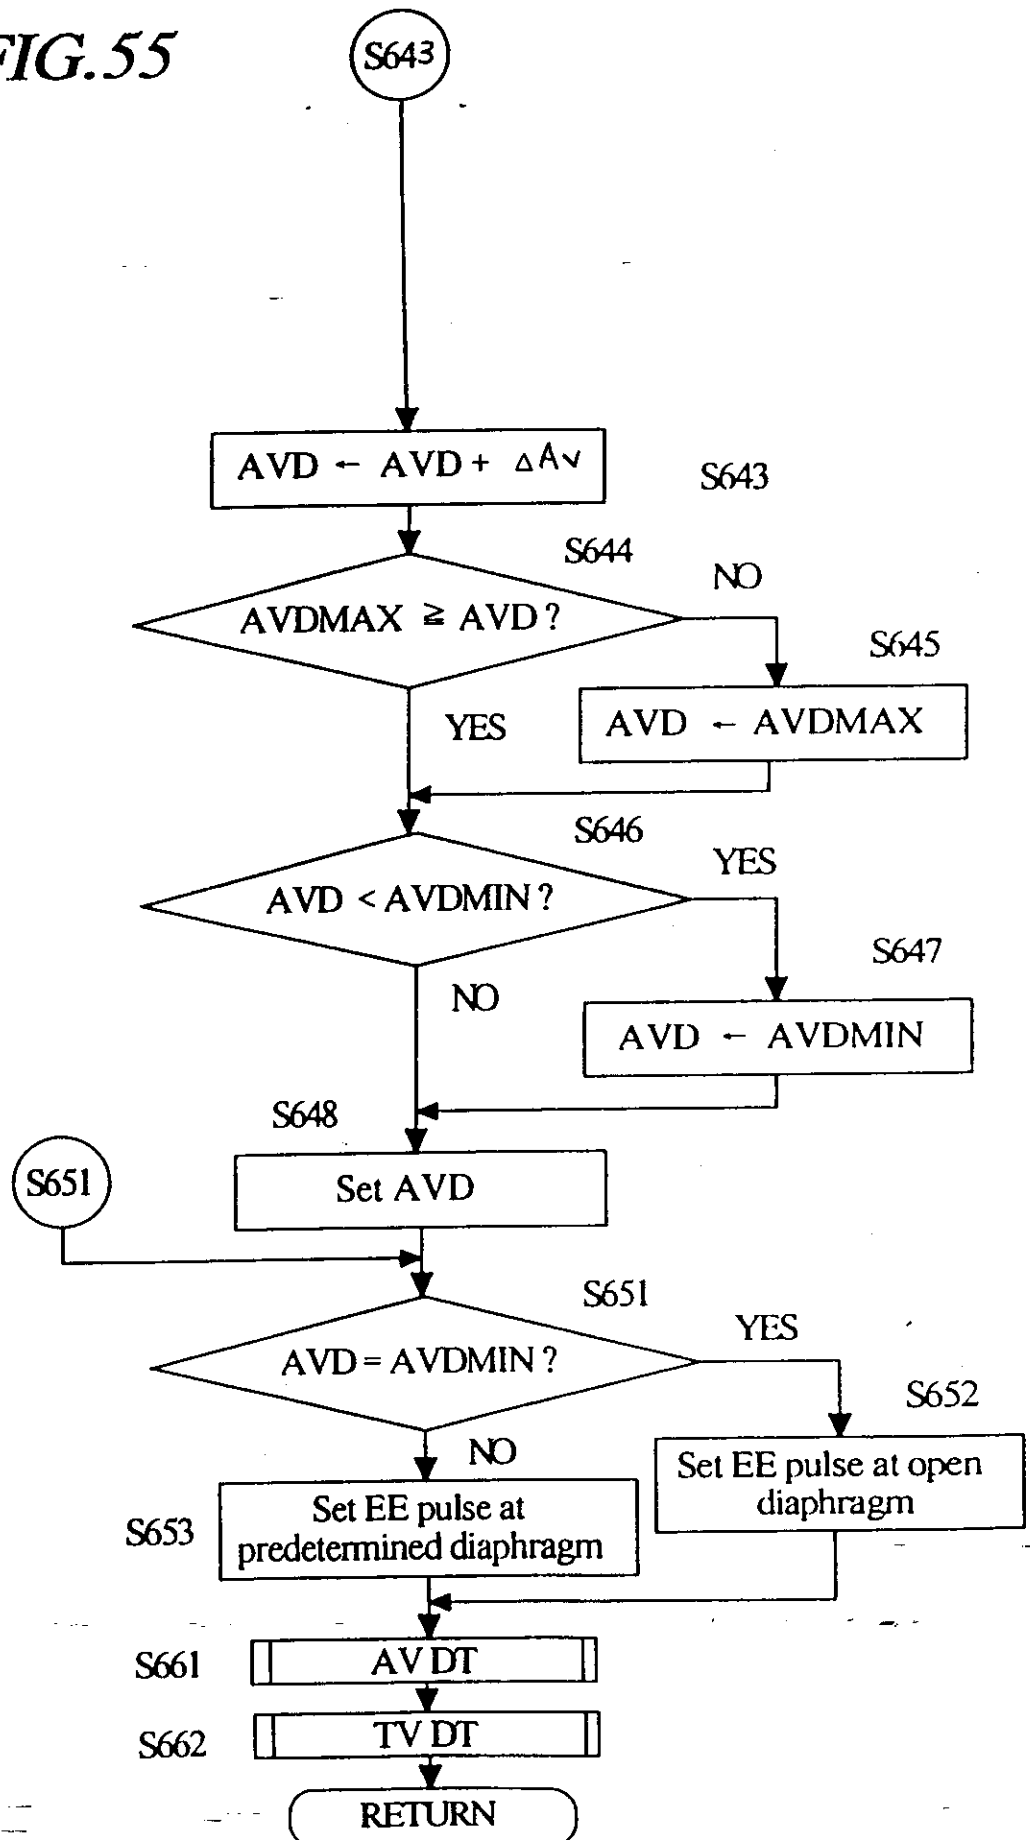 FIG.55
S643
AVD ← AVD + ΔAv
S643
S644
AVDMAX ≧ AVD ?
NO
S645
YES
AVD ← AVDMAX
S646
AVD < AVDMIN ?
YES
S647
NO
AVD ← AVDMIN
S648
S651
Set AVD
S651
AVD = AVDMIN ?
YES
S652
NO
Set EE pulse at open
diaphragm
S653
Set EE pulse at
predetermined diaphragm
S661
AV DT
S662
TV DT
RETURN